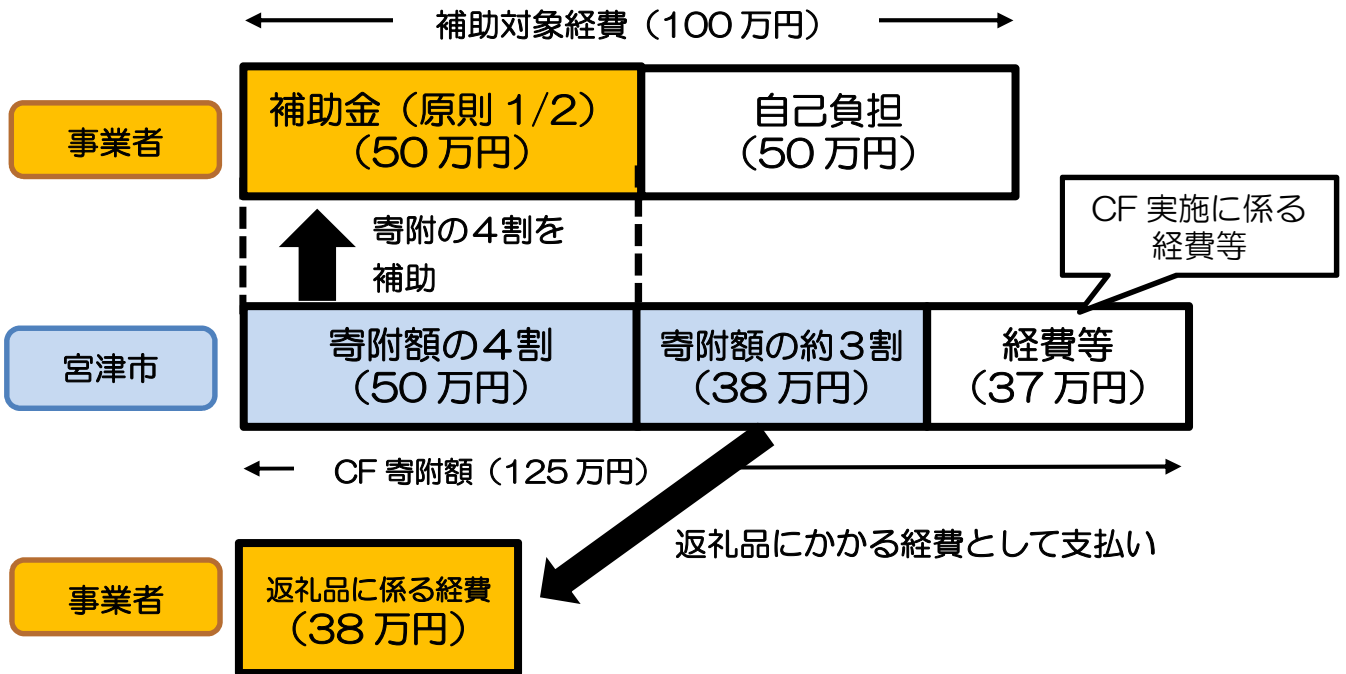 補助対象経費（100万円）
事業者
補助金（原則1/2）
（50万円）
自己負担
（50万円）
寄附の４割を
補助
CF実施に係る
経費等
宮津市
寄附額の４割
（50万円）
寄附額の約３割
（38万円）
経費等
（37万円）
CF寄附額（125万円）
返礼品にかかる経費として支払い
事業者
返礼品に係る経費
（38万円）